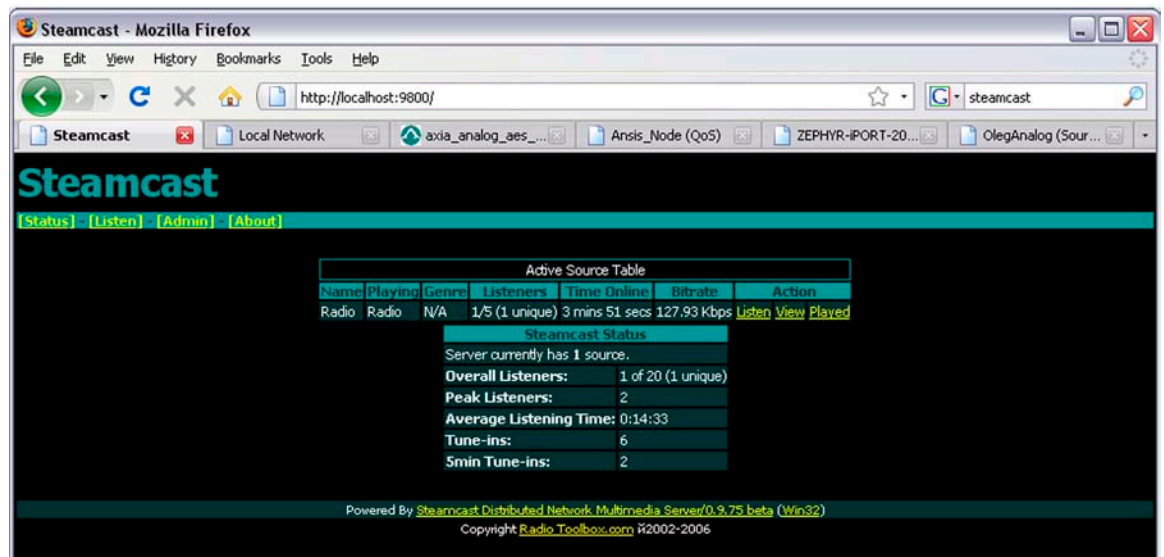 Steamcast - Mozilla Firefox
File Edit View History Bookmarks Tools Help
http://localhost:9800/ G steamcast
Steamcast Local Network axia_analog_aes_... Ansis_Node (QoS) ZEPHYR-iPORT-20... OlegAnalog (Sour...
Steamcast
[Status] - [Listen] - [Admin] - [About]
Active Source Table
Name Playing Genre Listeners Time Online Bitrate Action
Radio Radio N/A 1/5 (1 unique) 3 mins 51 secs 127.93 Kbps Listen View Played
Steamcast Status
Server currently has 1 source.
Overall Listeners: 1 of 20 (1 unique)
Peak Listeners: 2
Average Listening Time: 0:14:33
Tune-ins: 6
5min Tune-ins: 2
Powered By Steamcast Distributed Network Multimedia Server/0.9.75 beta (Win32)
Copyright Radio Toolbox.com й2002-2006